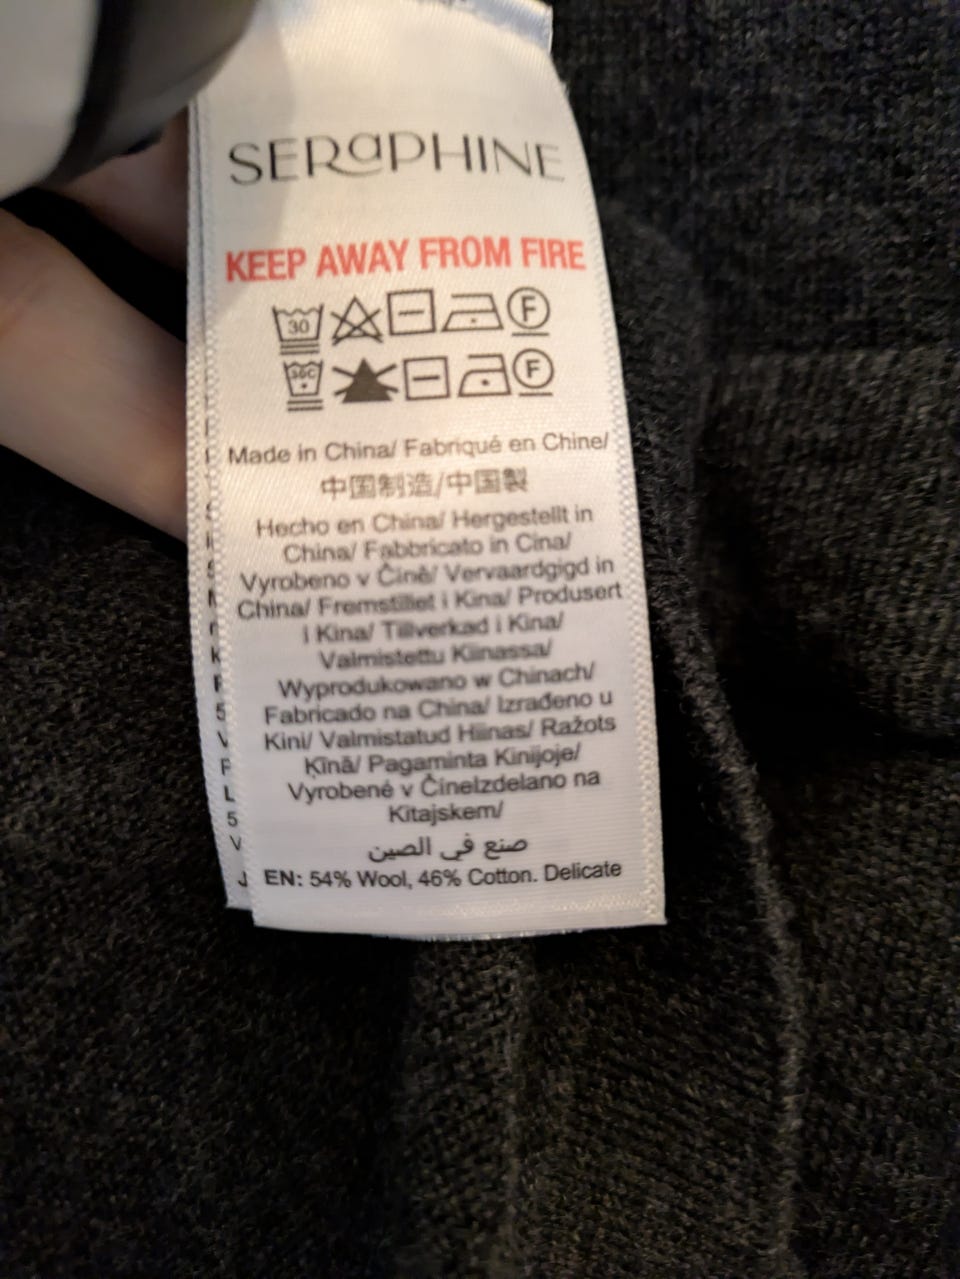 SERaPHINE
KEEP AWAY FROM FIRE
30 F
30C F
Made in China/ Fabriqué en Chine/
中国制造/中国製
Hecho en China/ Hergestellt in
China/ Fabbricato in Cina/
Vyrobeno v Číně/ Vervaardgigd in
China/ Fremstillet i Kina/ Produsert
i Kina/ Tillverkad i Kina/
Valmistettu Kiinassa/
Wyprodukowano w Chinach/
Fabricado na China/ Izrađeno u
Kini/ Valmistatud Hiinas/ Ražots
Ķīnā/ Pagaminta Kinijoje/
Vyrobené v ČíneIzdelano na
Kitajskem/
صنع في الصين
EN: 54% Wool, 46% Cotton. Delicate